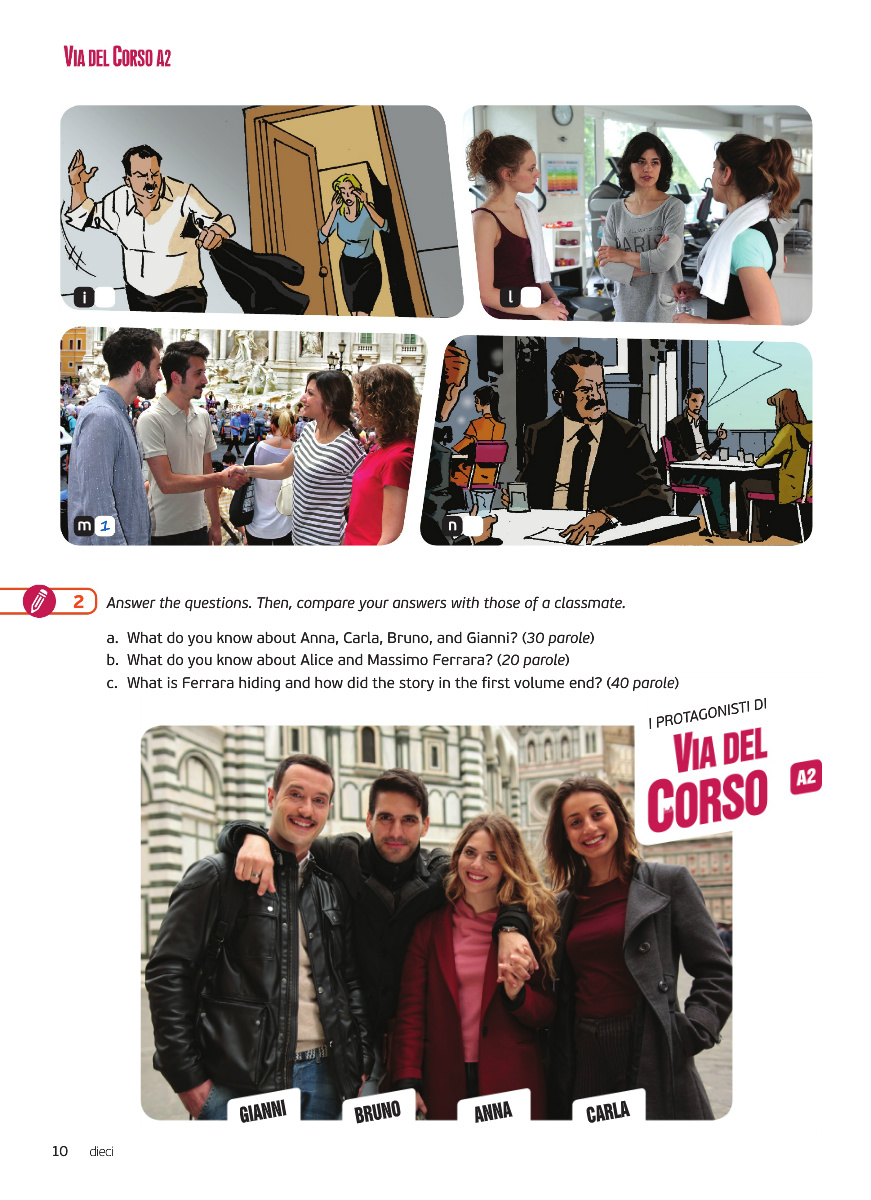 VIA DEL CORSO A2
i
l
PARIS
m 1
n
2 Answer the questions. Then, compare your answers with those of a classmate.
a. What do you know about Anna, Carla, Bruno, and Gianni? (30 parole)
b. What do you know about Alice and Massimo Ferrara? (20 parole)
c. What is Ferrara hiding and how did the story in the first volume end? (40 parole)
I PROTAGONISTI DI
VIA DEL
CORSO
A2
GIANNI
BRUNO
ANNA
CARLA
10 dieci